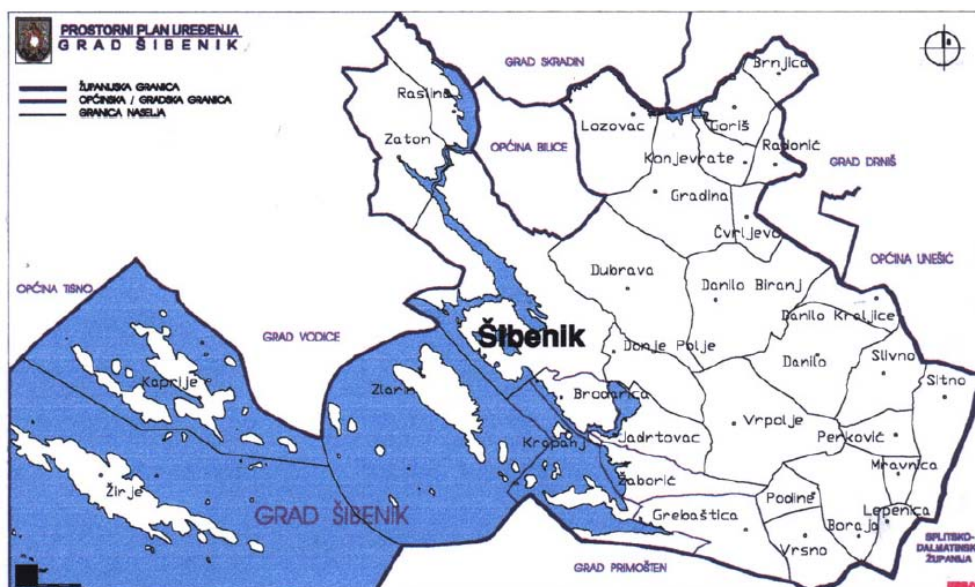 PROSTORNI PLAN UREĐENJA
GRAD ŠIBENIK
ŽUPANIJSKA GRANICA
OPĆINSKA / GRADSKA GRANICA
GRANICA NASELJA
GRAD SKRADIN
Brnjica
Raslina
Lozovac
Goriš
Zaton
OPĆINA BILICE
Konjevrate
Radonić
GRAD DRNIŠ
Gradina
Čvrljevo
OPĆINA UNEŠIĆ
Dubrava
Danilo Biranj
OPĆINA TISNO
Danilo Kraljice
GRAD VODICE
Šibenik
Donje Polje
Danilo
Slivno
Kaprije
Zlarin
Brodarica
Sitno
Vrpolje
Krapanj
Jadrtovac
Perković
Mravnica
Žirje
Žaborić
Podine
GRAD ŠIBENIK
Grebaštica
Lepenica
Boraja
Vrsno
SPLITSKO-
DALMATINSKA
ŽUPANIJA
GRAD PRIMOŠTEN